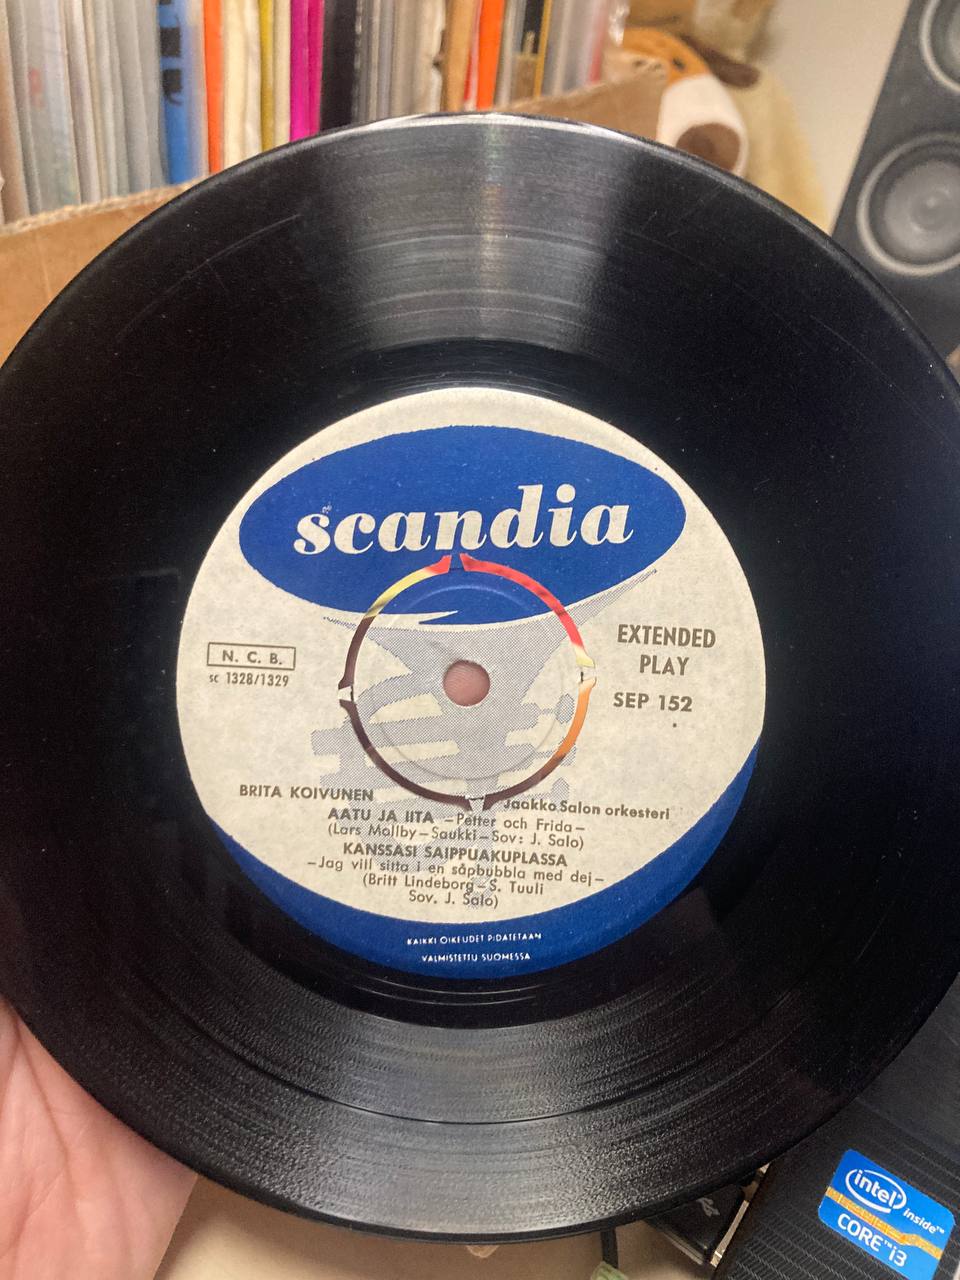 scandia
EXTENDED
PLAY
N. C. B.
sc 1328/1329
SEP 152
BRITA KOIVUNEN
Jaakko Salon orkesteri
AATU JA IITA –Petter och Frida–
(Lars Mollby–Saukki–Sov: J. Salo)
KANSSASI SAIPPUAKUPLASSA
–Jag vill sitta i en såpbubbla med dej–
(Britt Lindeborg–S. Tuuli
Sov. J. Salo)
KAIKKI OIKEUDET PIDÄTETÄÄN
VALMISTETTU SUOMESSA
intel inside™
CORE™ i3